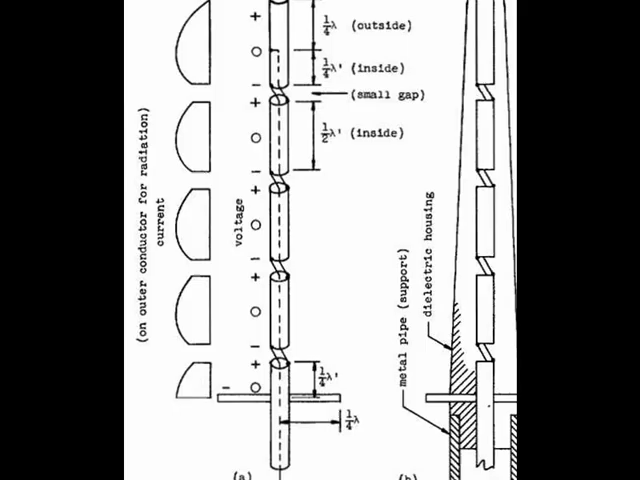 +
¼λ (outside)
O
¼λ' (inside)
−
(small gap)
+
½λ' (inside)
O
−
+
O
−
+
O
−
+
¼λ'
−
O
¼λ
(on outer conductor for radiation)
current
voltage
metal pipe (support)
dielectric housing
(a)
(b)